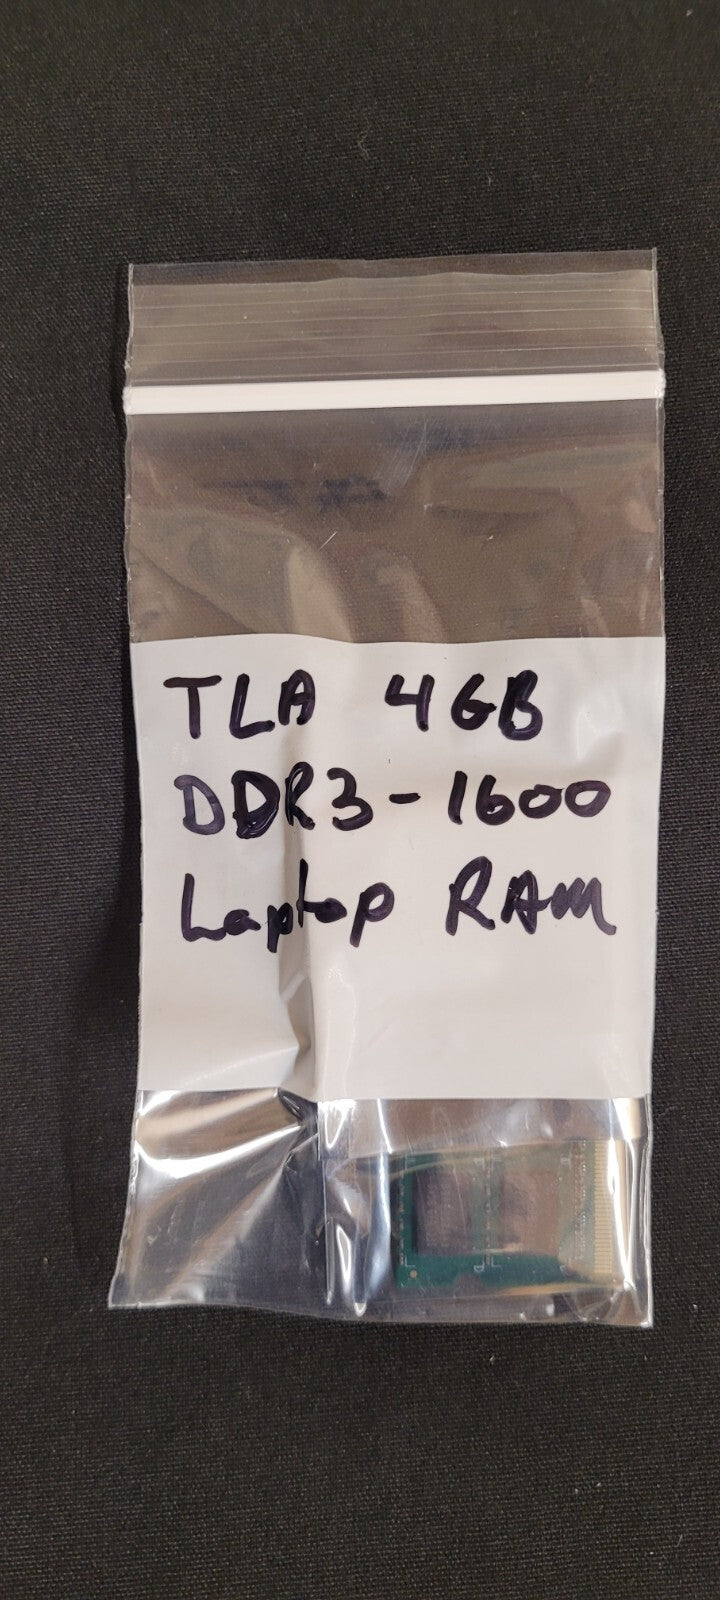 TLA 4GB
DDR3-1600
Laptop RAM